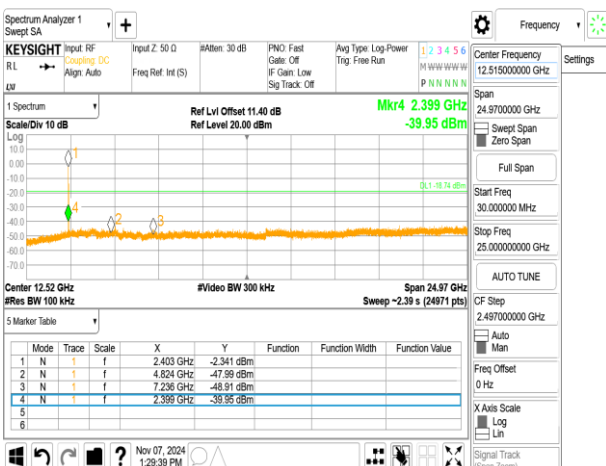 Spectrum Analyzer 1
Swept SA
Frequency
KEYSIGHT
Input: RF
Coupling: DC
Align: Auto
Input Z: 50 Ω
Freq Ref: Int (S)
#Atten: 30 dB
PNO: Fast
Gate: Off
IF Gain: Low
Sig Track: Off
Avg Type: Log-Power
Trig: Free Run
1 2 3 4 5 6
M W W W W W
P N N N N N
RL
LXI
1 Spectrum
Scale/Div 10 dB
Ref Lvl Offset 11.40 dB
Ref Level 20.00 dBm
Mkr4 2.399 GHz
-39.95 dBm
Log
10.0
0.00
-10.0
-20.0
-30.0
-40.0
-50.0
-60.0
-70.0
1
2
3
4
DL1 -18.74 dBm
Center 12.52 GHz
#Res BW 100 kHz
#Video BW 300 kHz
Span 24.97 GHz
Sweep ~2.39 s (24971 pts)
5 Marker Table
Mode Trace Scale X Y Function Function Width Function Value
1 N 1 f 2.403 GHz -2.341 dBm
2 N 1 f 4.824 GHz -47.99 dBm
3 N 1 f 7.236 GHz -48.91 dBm
4 N 1 f 2.399 GHz -39.95 dBm
5
6
Nov 07, 2024
1:29:39 PM
Center Frequency
12.515000000 GHz
Settings
Span
24.9700000 GHz
Swept Span
Zero Span
Full Span
Start Freq
30.000000 MHz
Stop Freq
25.000000000 GHz
AUTO TUNE
CF Step
2.497000000 GHz
Auto
Man
Freq Offset
0 Hz
X Axis Scale
Log
Lin
Signal Track
(Span Zoom)